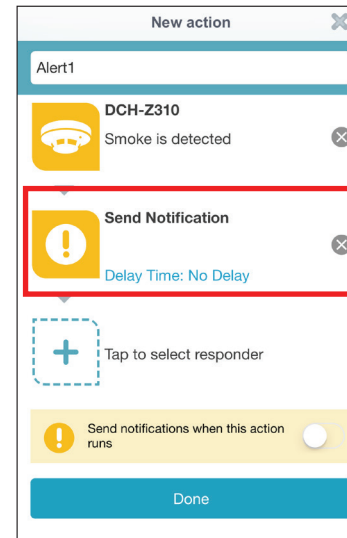 New action
Alert1
DCH-Z310
Smoke is detected
Send Notification
Delay Time: No Delay
Tap to select responder
Send notifications when this action
runs
Done